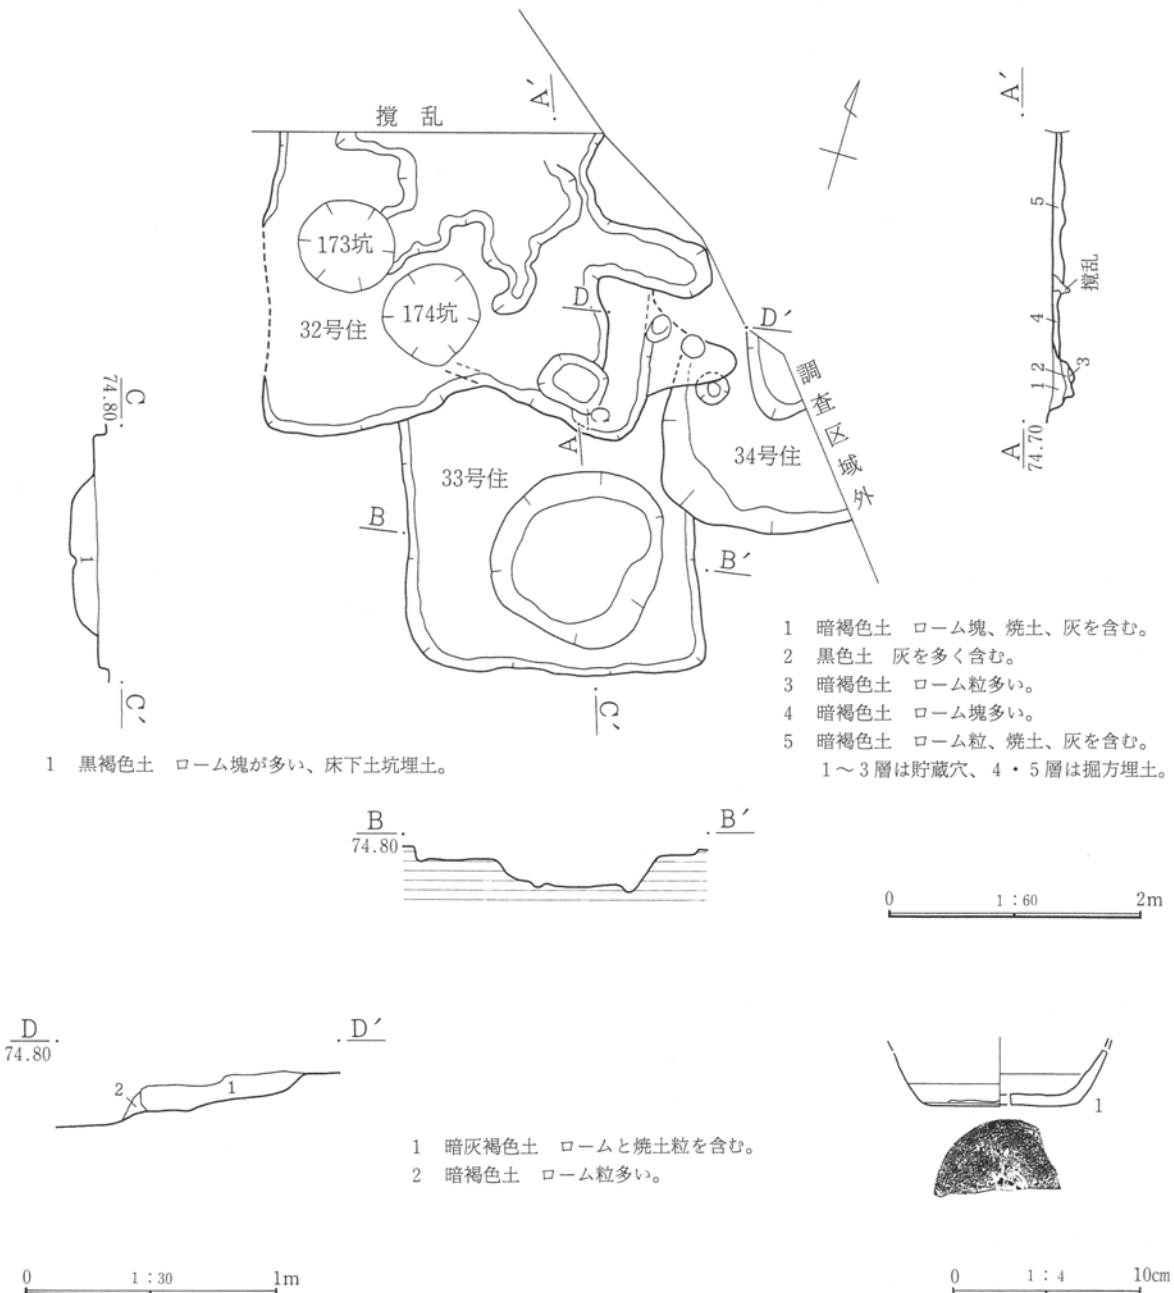 攪乱
A′
A′
173坑
174坑
32号住
D
D′
5
攪乱
4
3
1 2
A
74.70
調査区域外
34号住
C
74.80
C
A
33号住
B
B′
1
C′
C′
1 暗褐色土 ローム塊、焼土、灰を含む。
2 黒色土 灰を多く含む。
3 暗褐色土 ローム粒多い。
4 暗褐色土 ローム塊多い。
5 暗褐色土 ローム粒、焼土、灰を含む。
1～3層は貯蔵穴、4・5層は掘方埋土。
1 黒褐色土 ローム塊が多い、床下土坑埋土。
B
74.80
B′
0 1：60 2m
D
74.80
D′
2
1
1
1 暗灰褐色土 ロームと焼土粒を含む。
2 暗褐色土 ローム粒多い。
0 1：30 1m
0 1：4 10cm